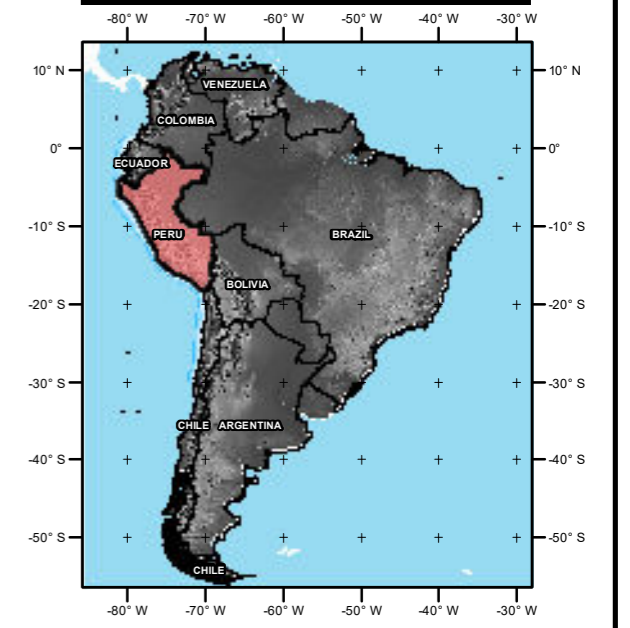 -80° W -70° W -60° W -50° W -40° W -30° W
10° N 10° N
VENEZUELA
COLOMBIA
0° 0°
ECUADOR
-10° S -10° S
PERU BRAZIL
BOLIVIA
-20° S -20° S
-30° S -30° S
CHILE ARGENTINA
-40° S -40° S
-50° S -50° S
CHILE
-80° W -70° W -60° W -50° W -40° W -30° W